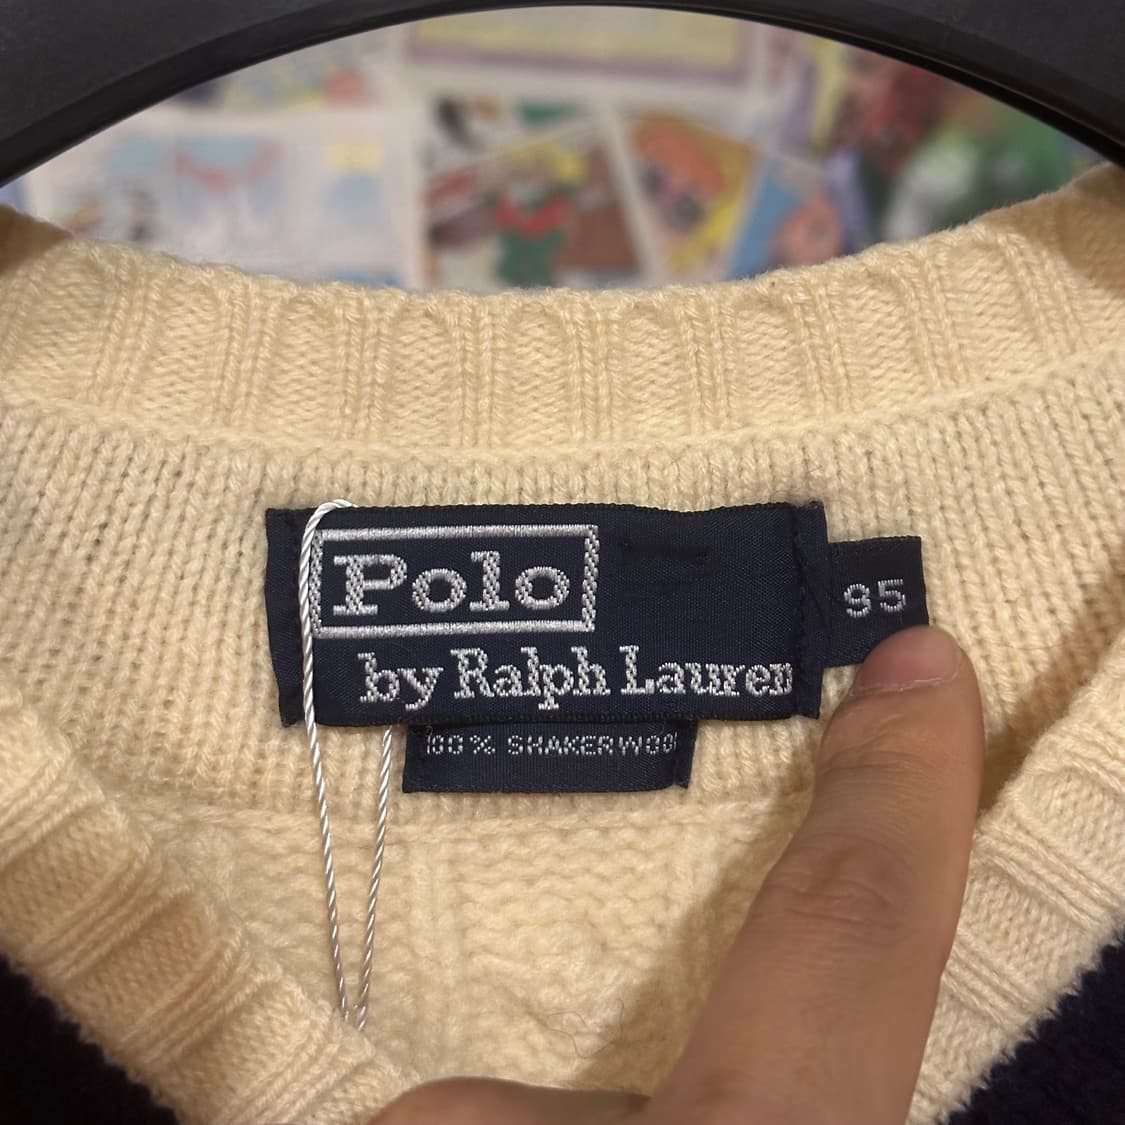 Polo
by Ralph Lauren
95
100% SHAKERWOOL